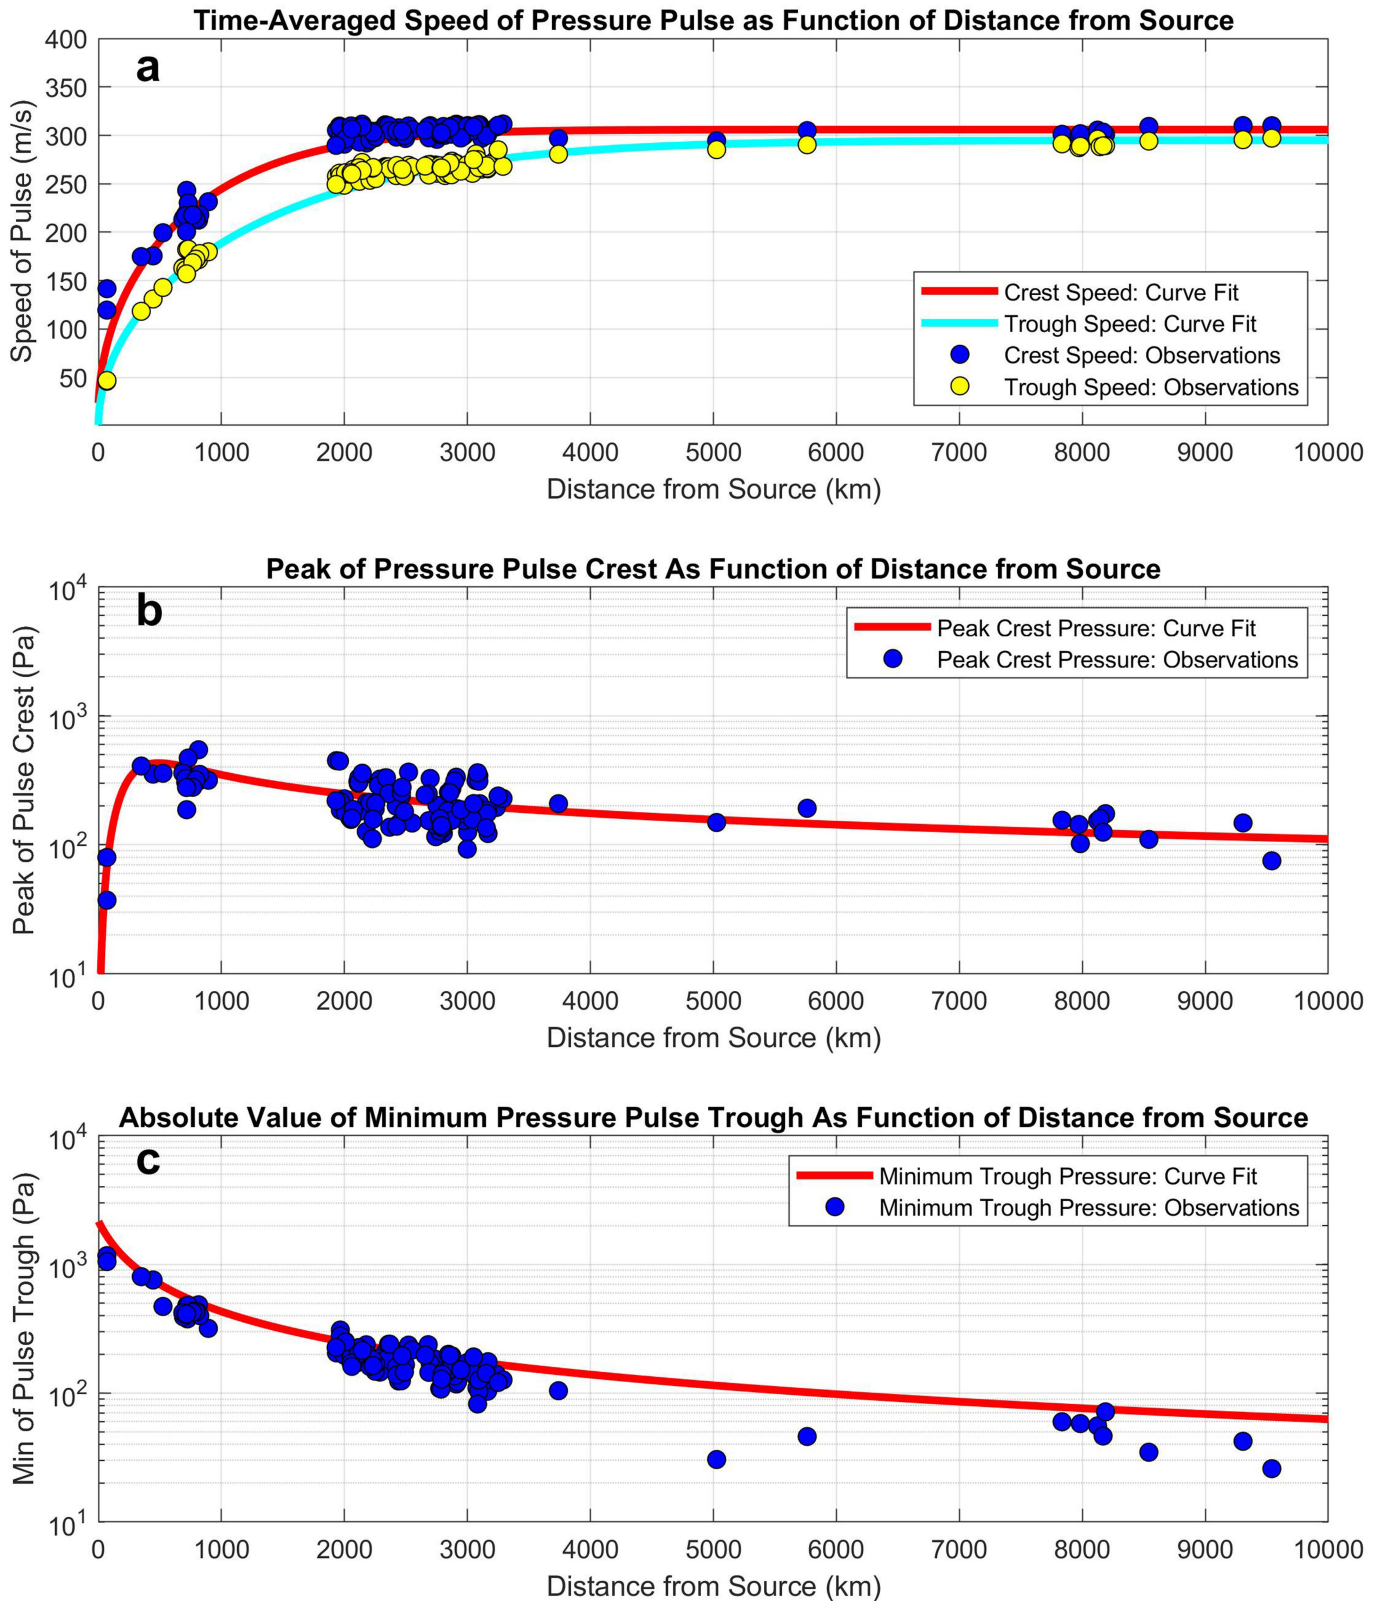 Time-Averaged Speed of Pressure Pulse as Function of Distance from Source
a
Speed of Pulse (m/s)
400
350
300
250
200
150
100
50
Crest Speed: Curve Fit
Trough Speed: Curve Fit
Crest Speed: Observations
Trough Speed: Observations
0 1000 2000 3000 4000 5000 6000 7000 8000 9000 10000
Distance from Source (km)
Peak of Pressure Pulse Crest As Function of Distance from Source
b
Peak of Pulse Crest (Pa)
10^4
10^3
10^2
10^1
Peak Crest Pressure: Curve Fit
Peak Crest Pressure: Observations
0 1000 2000 3000 4000 5000 6000 7000 8000 9000 10000
Distance from Source (km)
Absolute Value of Minimum Pressure Pulse Trough As Function of Distance from Source
c
Min of Pulse Trough (Pa)
10^4
10^3
10^2
10^1
Minimum Trough Pressure: Curve Fit
Minimum Trough Pressure: Observations
0 1000 2000 3000 4000 5000 6000 7000 8000 9000 10000
Distance from Source (km)